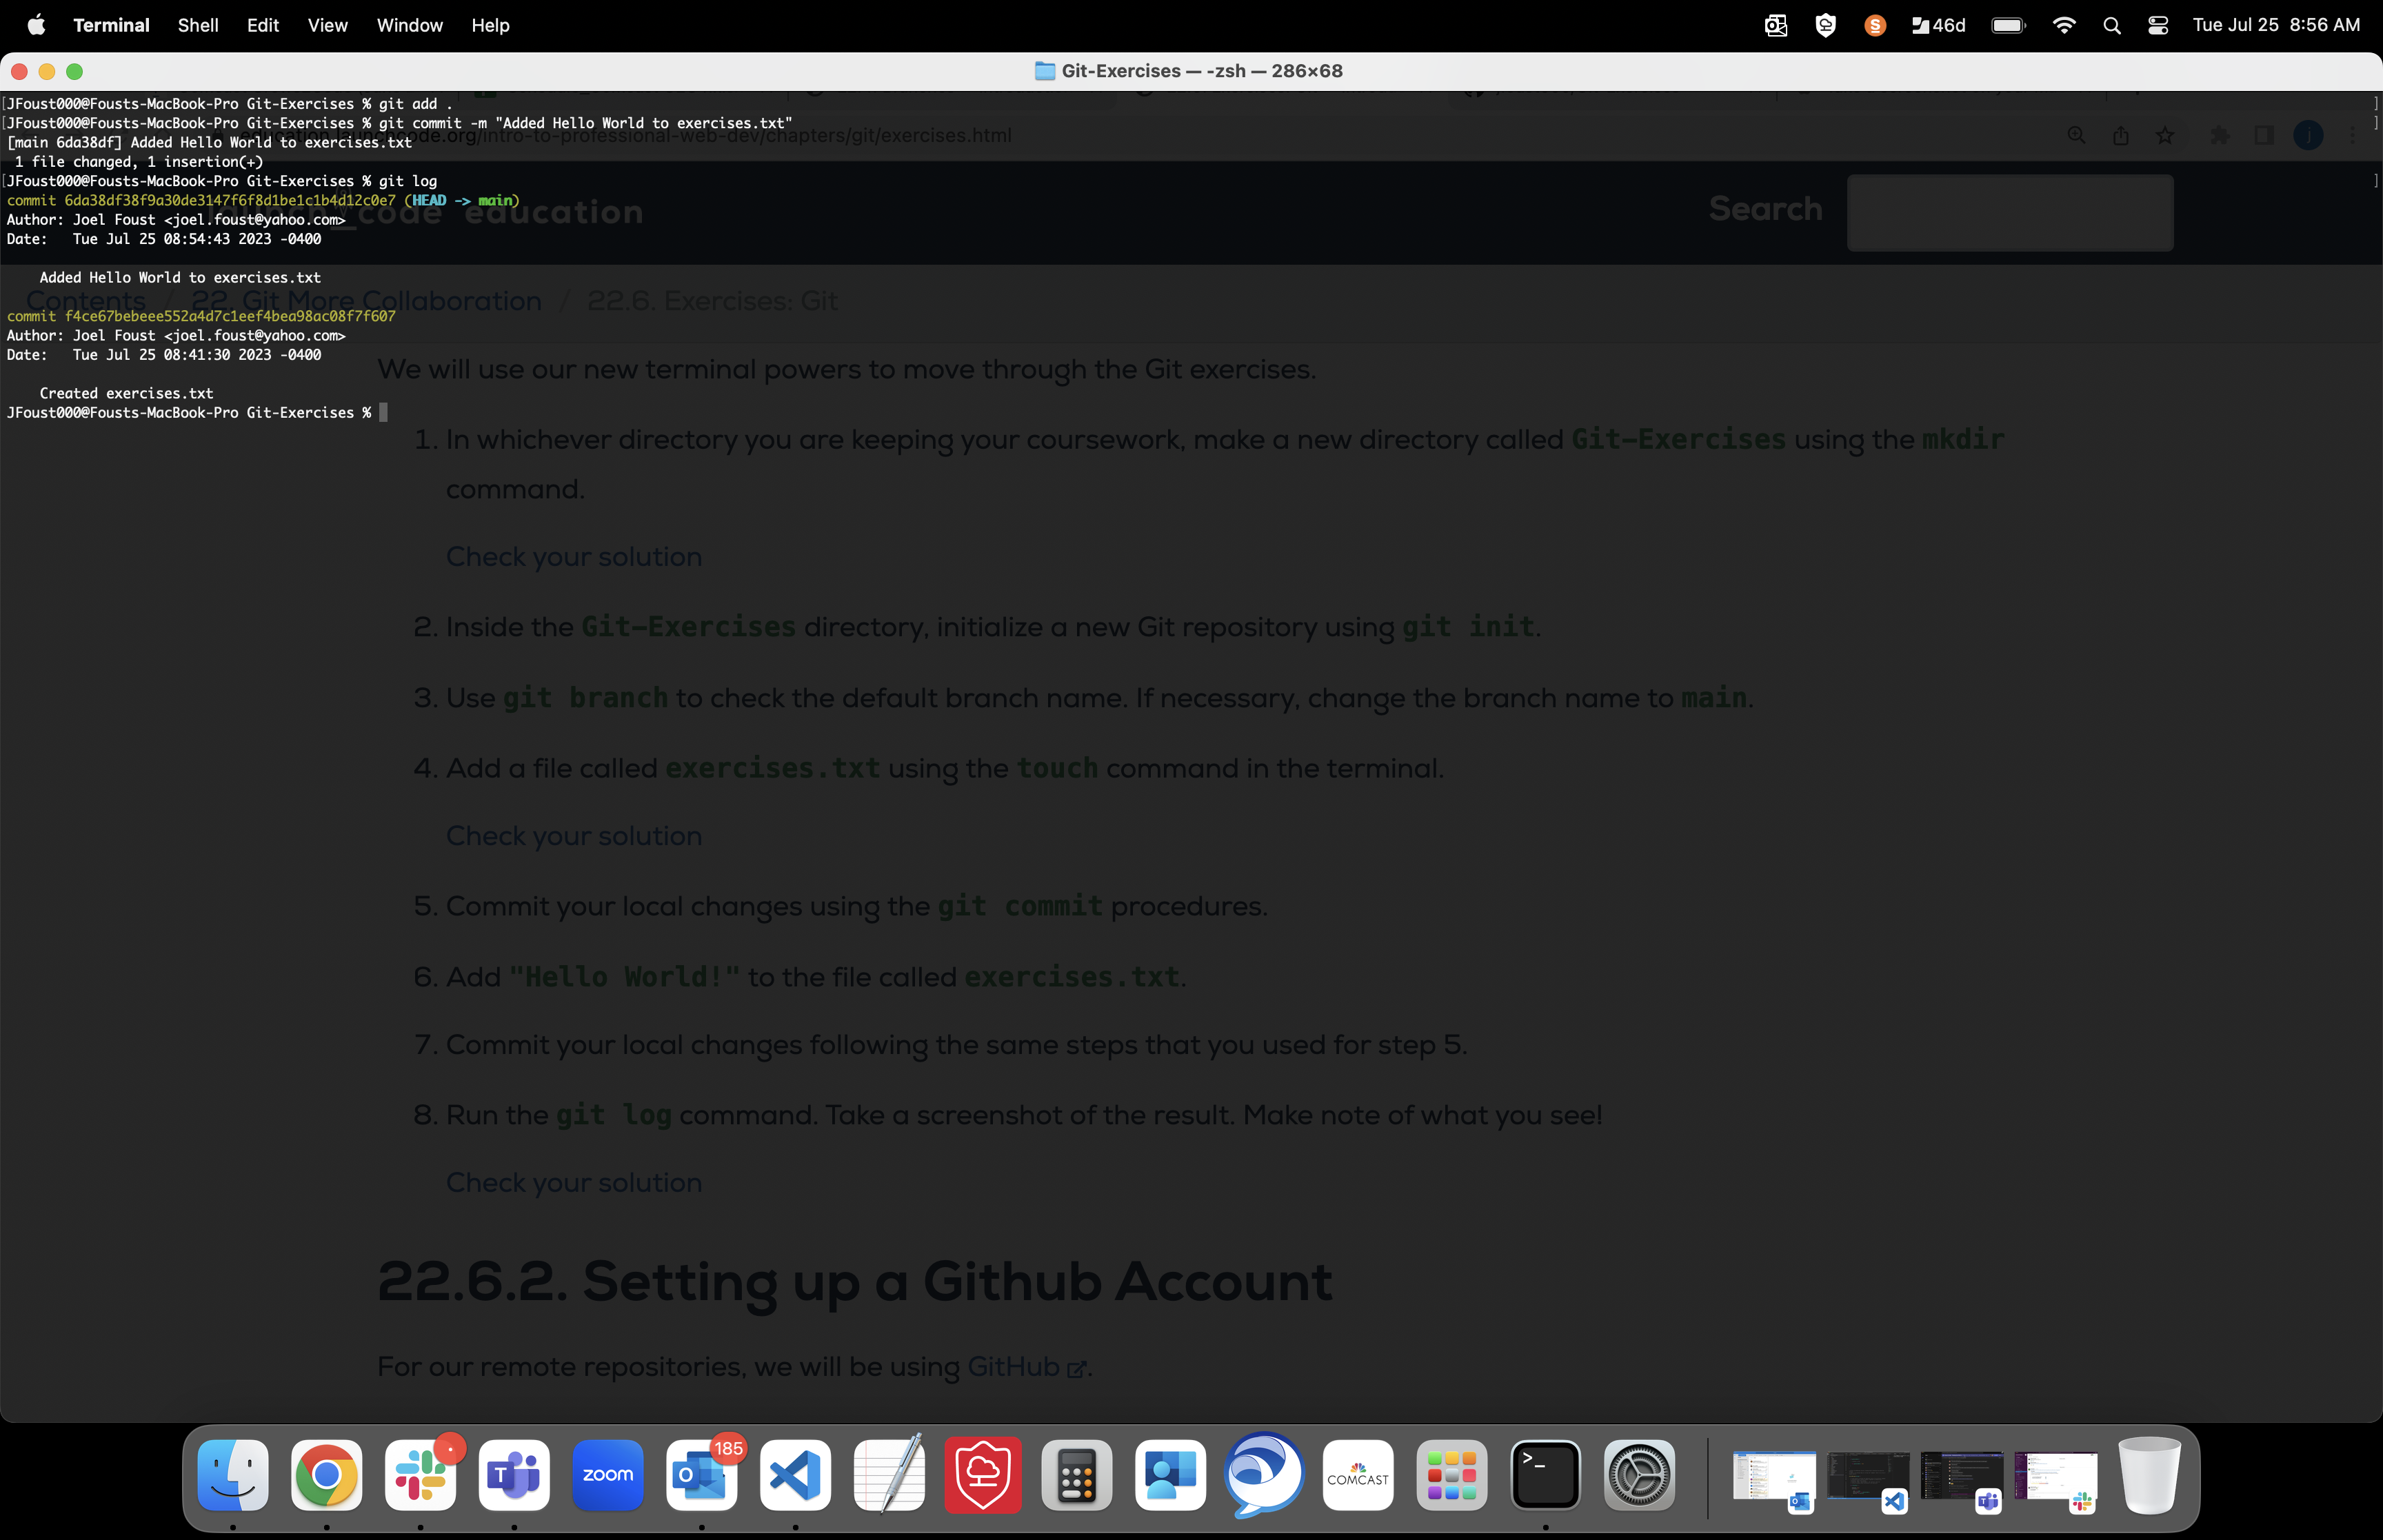 Terminal Shell Edit View Window Help 46d Tue Jul 25 8:56 AM
Git-Exercises — -zsh — 286×68
JFoust000@Fousts-MacBook-Pro Git-Exercises % git add .
JFoust000@Fousts-MacBook-Pro Git-Exercises % git commit -m "Added Hello World to exercises.txt"
education.launchcode.org/intro-to-professional-web-dev/chapters/git/exercises.html
[main 6da38df] Added Hello World to exercises.txt
1 file changed, 1 insertion(+)
JFoust000@Fousts-MacBook-Pro Git-Exercises % git log
commit 6da38df38f9a30de3147f6f8d1be1c1b4d12c0e7 (HEAD -> main)
launch_code education
Search
Author: Joel Foust <joel.foust@yahoo.com>
Date: Tue Jul 25 08:54:43 2023 -0400
Added Hello World to exercises.txt
Contents / 22. Git More Collaboration / 22.6. Exercises: Git
commit f4ce67bebeee552a4d7c1eef4bea98ac08f7f607
Author: Joel Foust <joel.foust@yahoo.com>
Date: Tue Jul 25 08:41:30 2023 -0400
We will use our new terminal powers to move through the Git exercises.
Created exercises.txt
JFoust000@Fousts-MacBook-Pro Git-Exercises %
1. In whichever directory you are keeping your coursework, make a new directory called Git-Exercises using the mkdir
command.
Check your solution
2. Inside the Git-Exercises directory, initialize a new Git repository using git init.
3. Use git branch to check the default branch name. If necessary, change the branch name to main.
4. Add a file called exercises.txt using the touch command in the terminal.
Check your solution
5. Commit your local changes using the git commit procedures.
6. Add "Hello World!" to the file called exercises.txt.
7. Commit your local changes following the same steps that you used for step 5.
8. Run the git log command. Take a screenshot of the result. Make note of what you see!
Check your solution
22.6.2. Setting up a Github Account
For our remote repositories, we will be using GitHub.
zoom
185
COMCAST